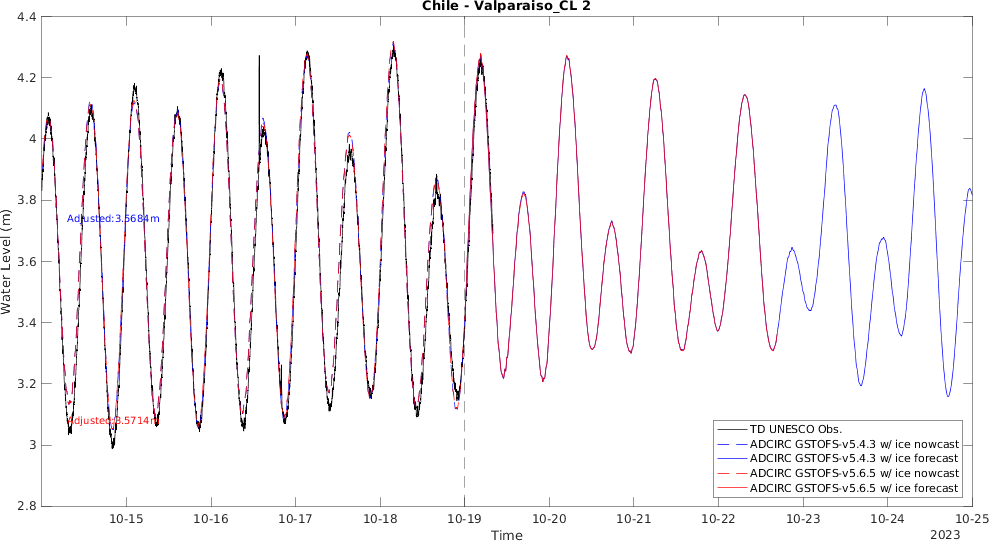 Chile - Valparaiso_CL 2
4.4
4.2
4
3.8
3.6
3.4
3.2
3
2.8
Water Level (m)
Adjusted:3.5684m
Adjusted:3.5714m
TD UNESCO Obs.
ADCIRC GSTOFS-v5.4.3 w/ ice nowcast
ADCIRC GSTOFS-v5.4.3 w/ ice forecast
ADCIRC GSTOFS-v5.6.5 w/ ice nowcast
ADCIRC GSTOFS-v5.6.5 w/ ice forecast
10-15 10-16 10-17 10-18 10-19 10-20 10-21 10-22 10-23 10-24 10-25
Time
2023